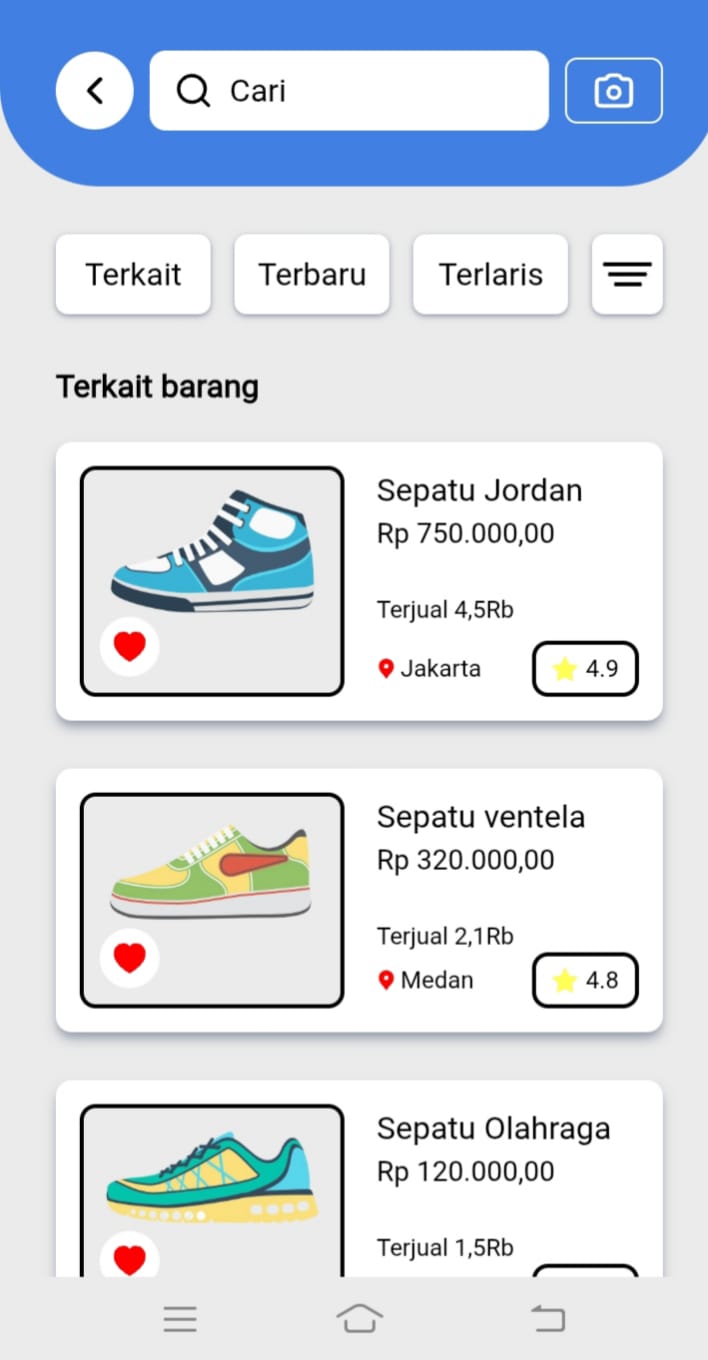 Cari
Terkait
Terbaru
Terlaris
Terkait barang
Sepatu Jordan
Rp 750.000,00
Terjual 4,5Rb
Jakarta
4.9
Sepatu ventela
Rp 320.000,00
Terjual 2,1Rb
Medan
4.8
Sepatu Olahraga
Rp 120.000,00
Terjual 1,5Rb